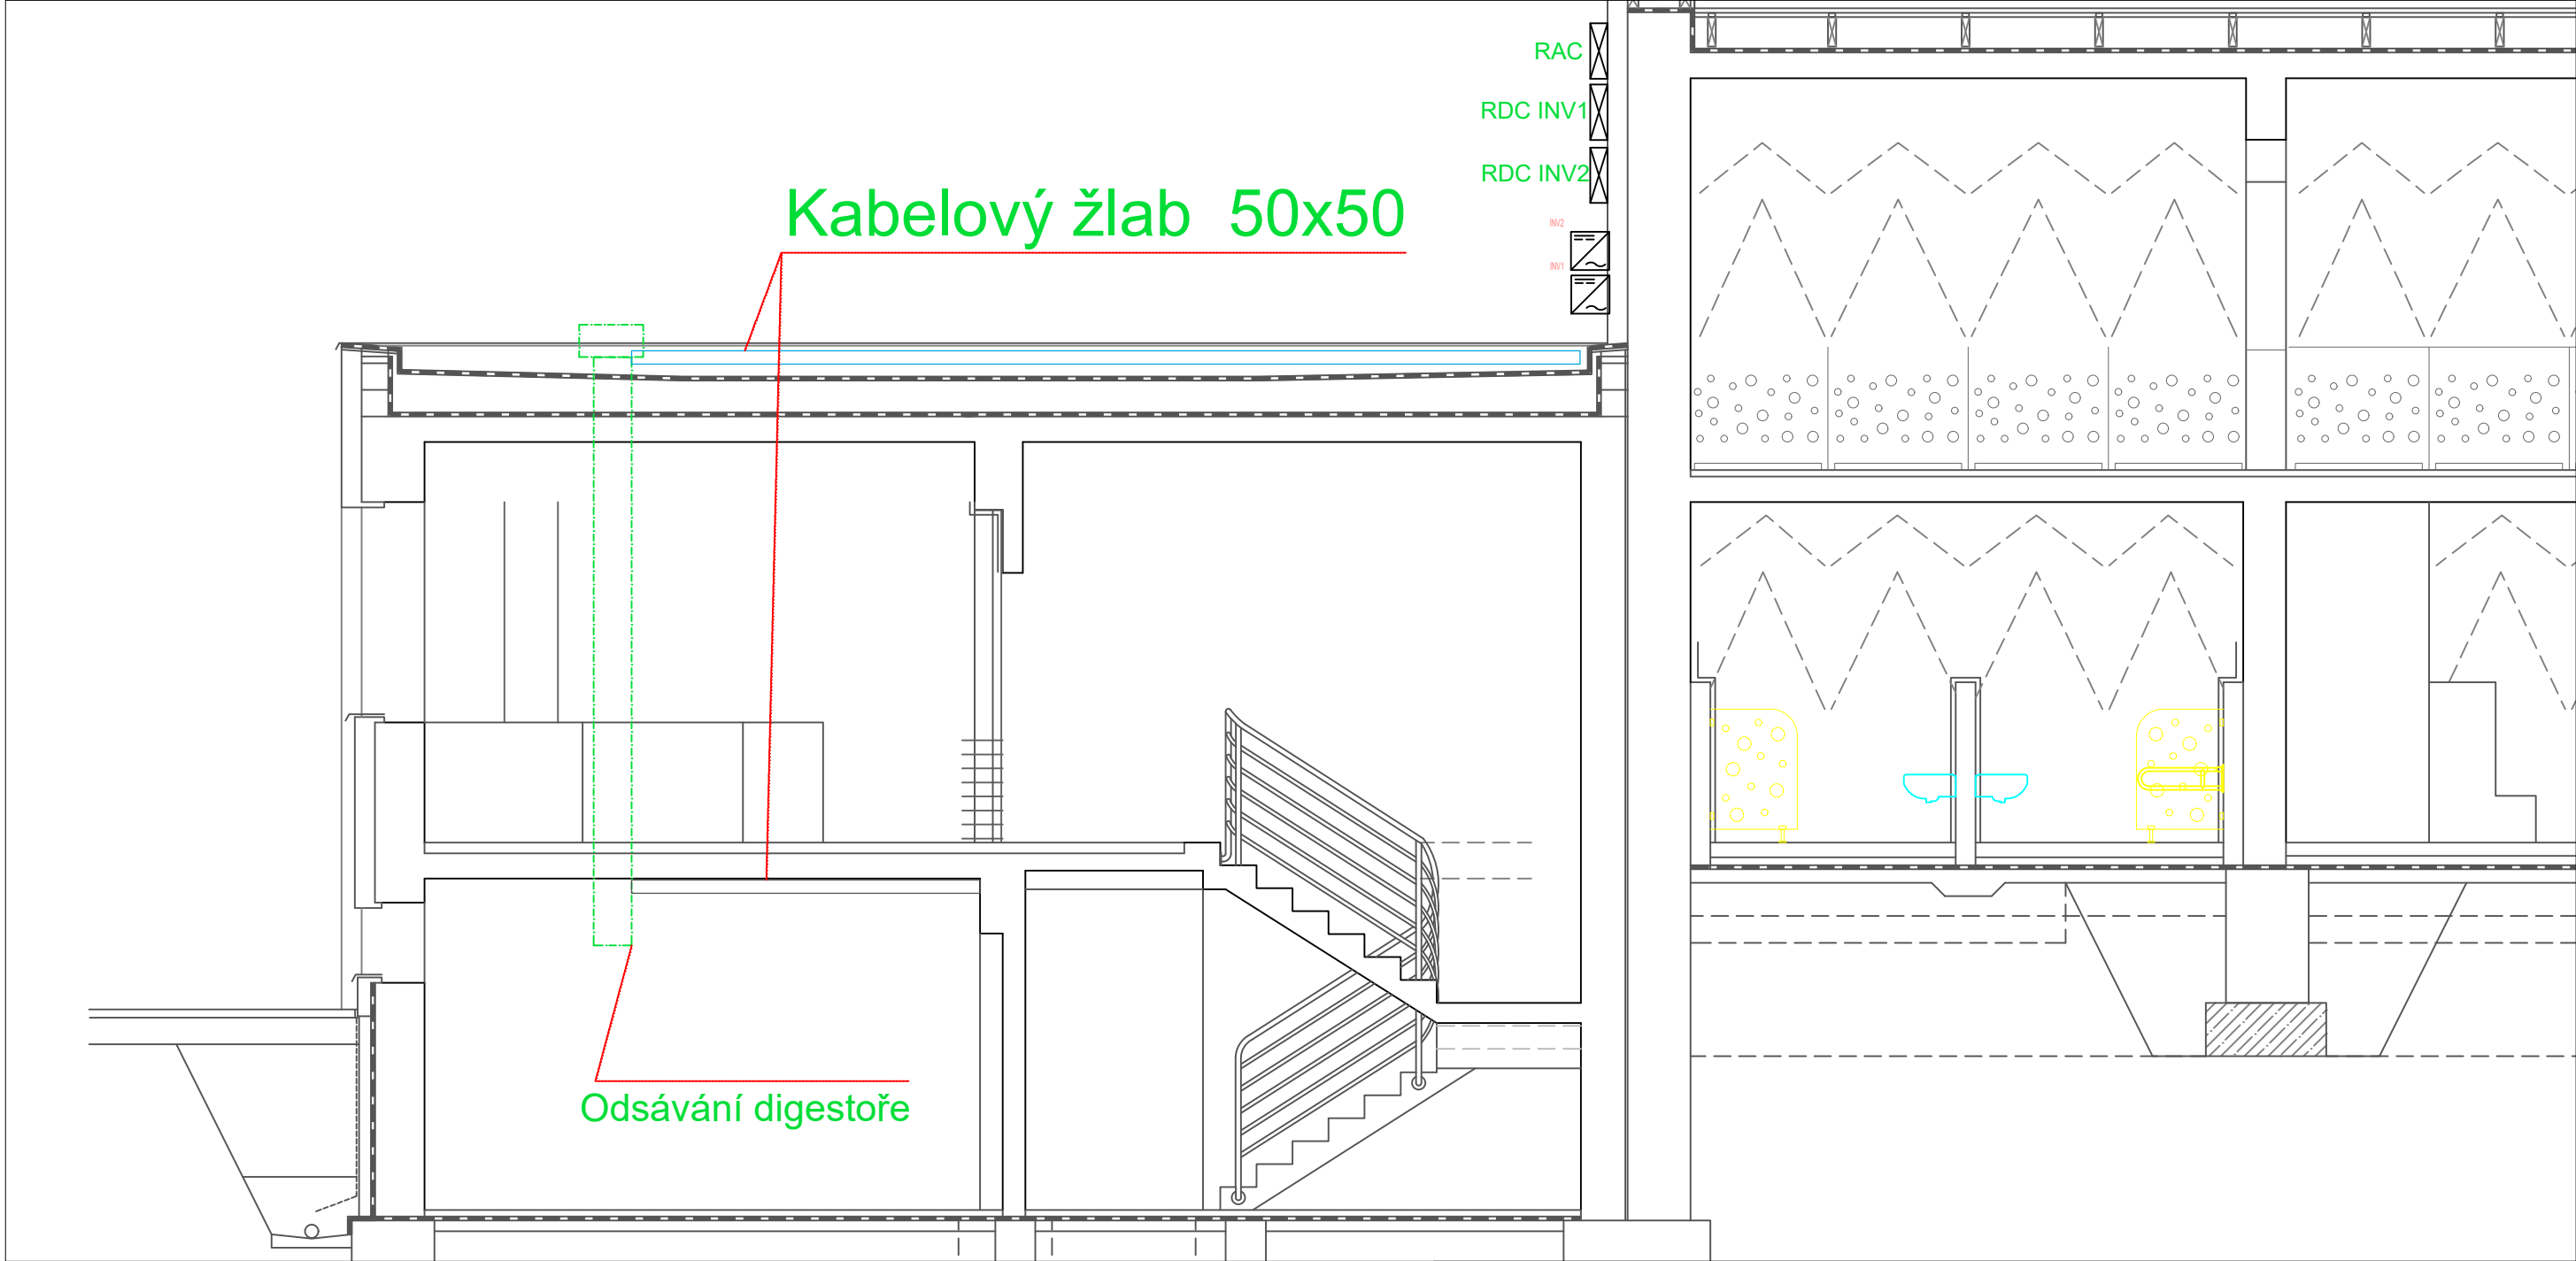 RAC
RDC INV1
RDC INV2
Kabelový žlab 50x50
INV2
INV1
Odsávání digestoře